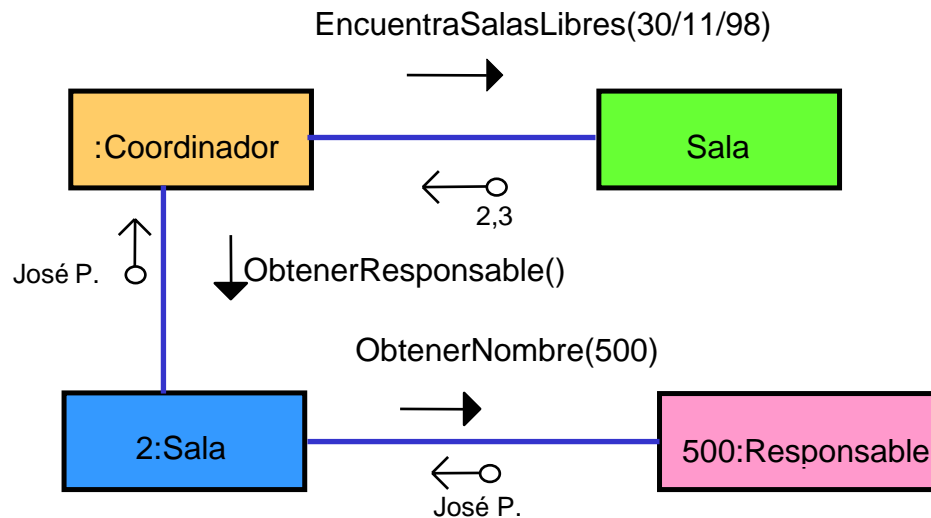 EncuentraSalasLibres(30/11/98)
:Coordinador
Sala
2,3
José P.
ObtenerResponsable()
ObtenerNombre(500)
2:Sala
500:Responsable
José P.